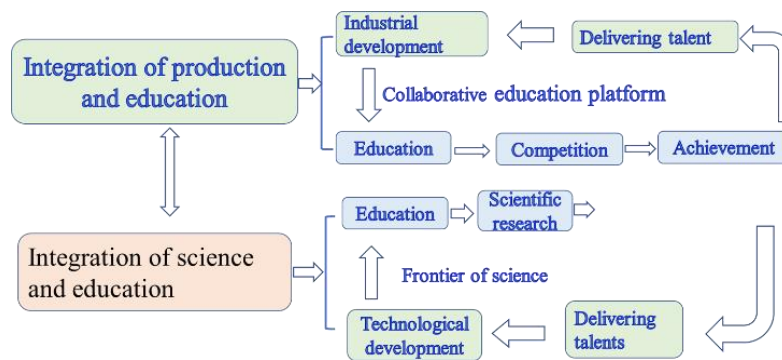 Industrial
development
Delivering talent
Integration of production
and education
Collaborative education platform
Education
Competition
Achievement
Education
Scientific
research
Integration of science
and education
Frontier of science
Technological
development
Delivering
talents